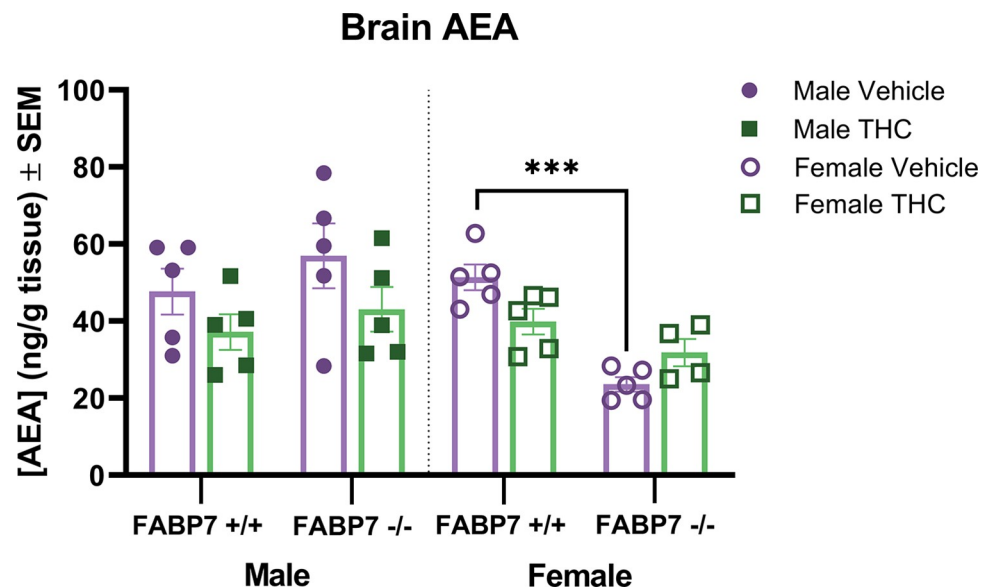 Brain AEA
[AEA] (ng/g tissue) ± SEM
100
80
60
40
20
0
***
Male Vehicle
Male THC
Female Vehicle
Female THC
FABP7 +/+ FABP7 -/- FABP7 +/+ FABP7 -/-
Male Female